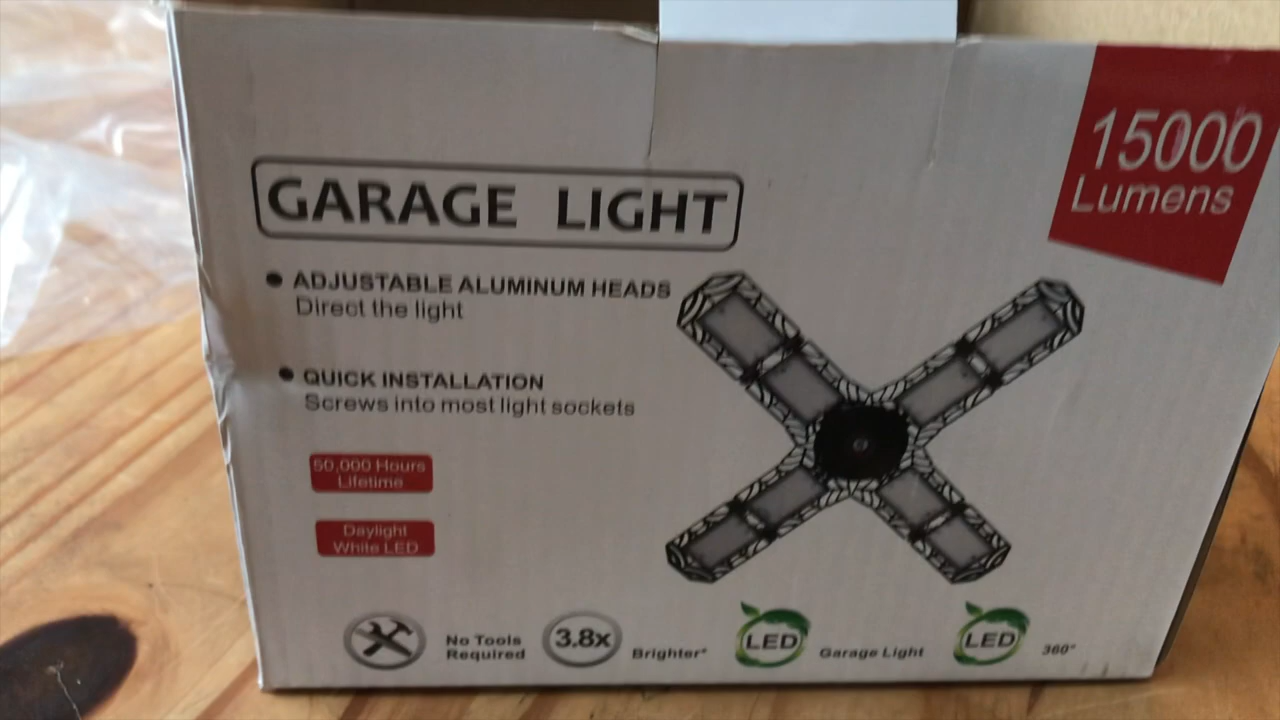 15000
Lumens
GARAGE LIGHT
ADJUSTABLE ALUMINUM HEADS
Direct the light
QUICK INSTALLATION
Screws into most light sockets
50,000 Hours
Lifetime
Daylight
White LED
No Tools
Required
3.8x
Brighter*
LED
Garage Light
LED
360°